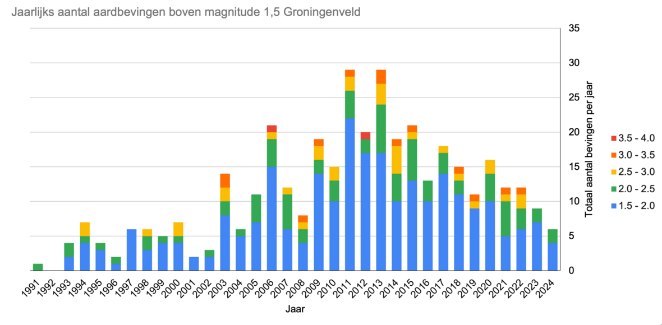 Jaarlijks aantal aardbevingen boven magnitude 1,5 Groningenveld
35
30
25
20
15
10
5
0
Totaal aantal bevingen per jaar
3.5 - 4.0
3.0 - 3.5
2.5 - 3.0
2.0 - 2.5
1.5 - 2.0
1991 1992 1993 1994 1995 1996 1997 1998 1999 2000 2001 2002 2003 2004 2005 2006 2007 2008 2009 2010 2011 2012 2013 2014 2015 2016 2017 2018 2019 2020 2021 2022 2023 2024
Jaar